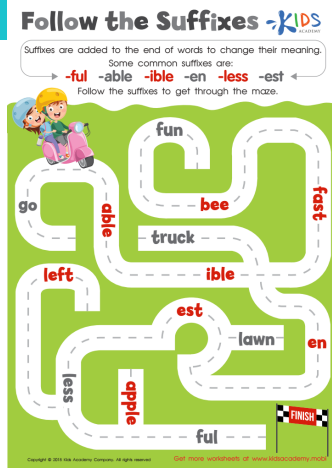 Follow the Suffixes
KIDS
ACADEMY
Suffixes are added to the end of words to change their meaning.
Some common suffixes are:
-ful -able -ible -en -less -est
Follow the suffixes to get through the maze.
fun
go
able
bee
fast
truck
left
ible
est
lawn
en
less
apple
ful
FINISH
Copyright © 2015 Kids Academy Company. All rights reserved
Get more worksheets at www.kidsacademy.mobi